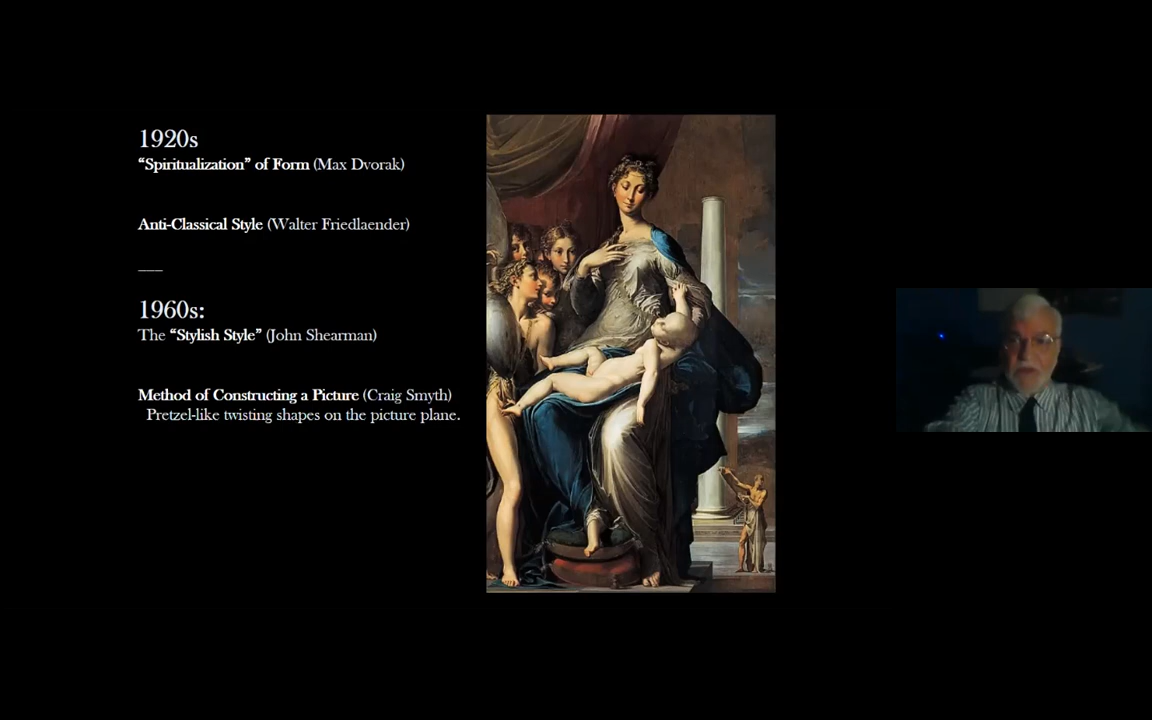 1920s
“Spiritualization” of Form (Max Dvorak)
Anti-Classical Style (Walter Friedlaender)
1960s:
The “Stylish Style” (John Shearman)
Method of Constructing a Picture (Craig Smyth)
Pretzel-like twisting shapes on the picture plane.